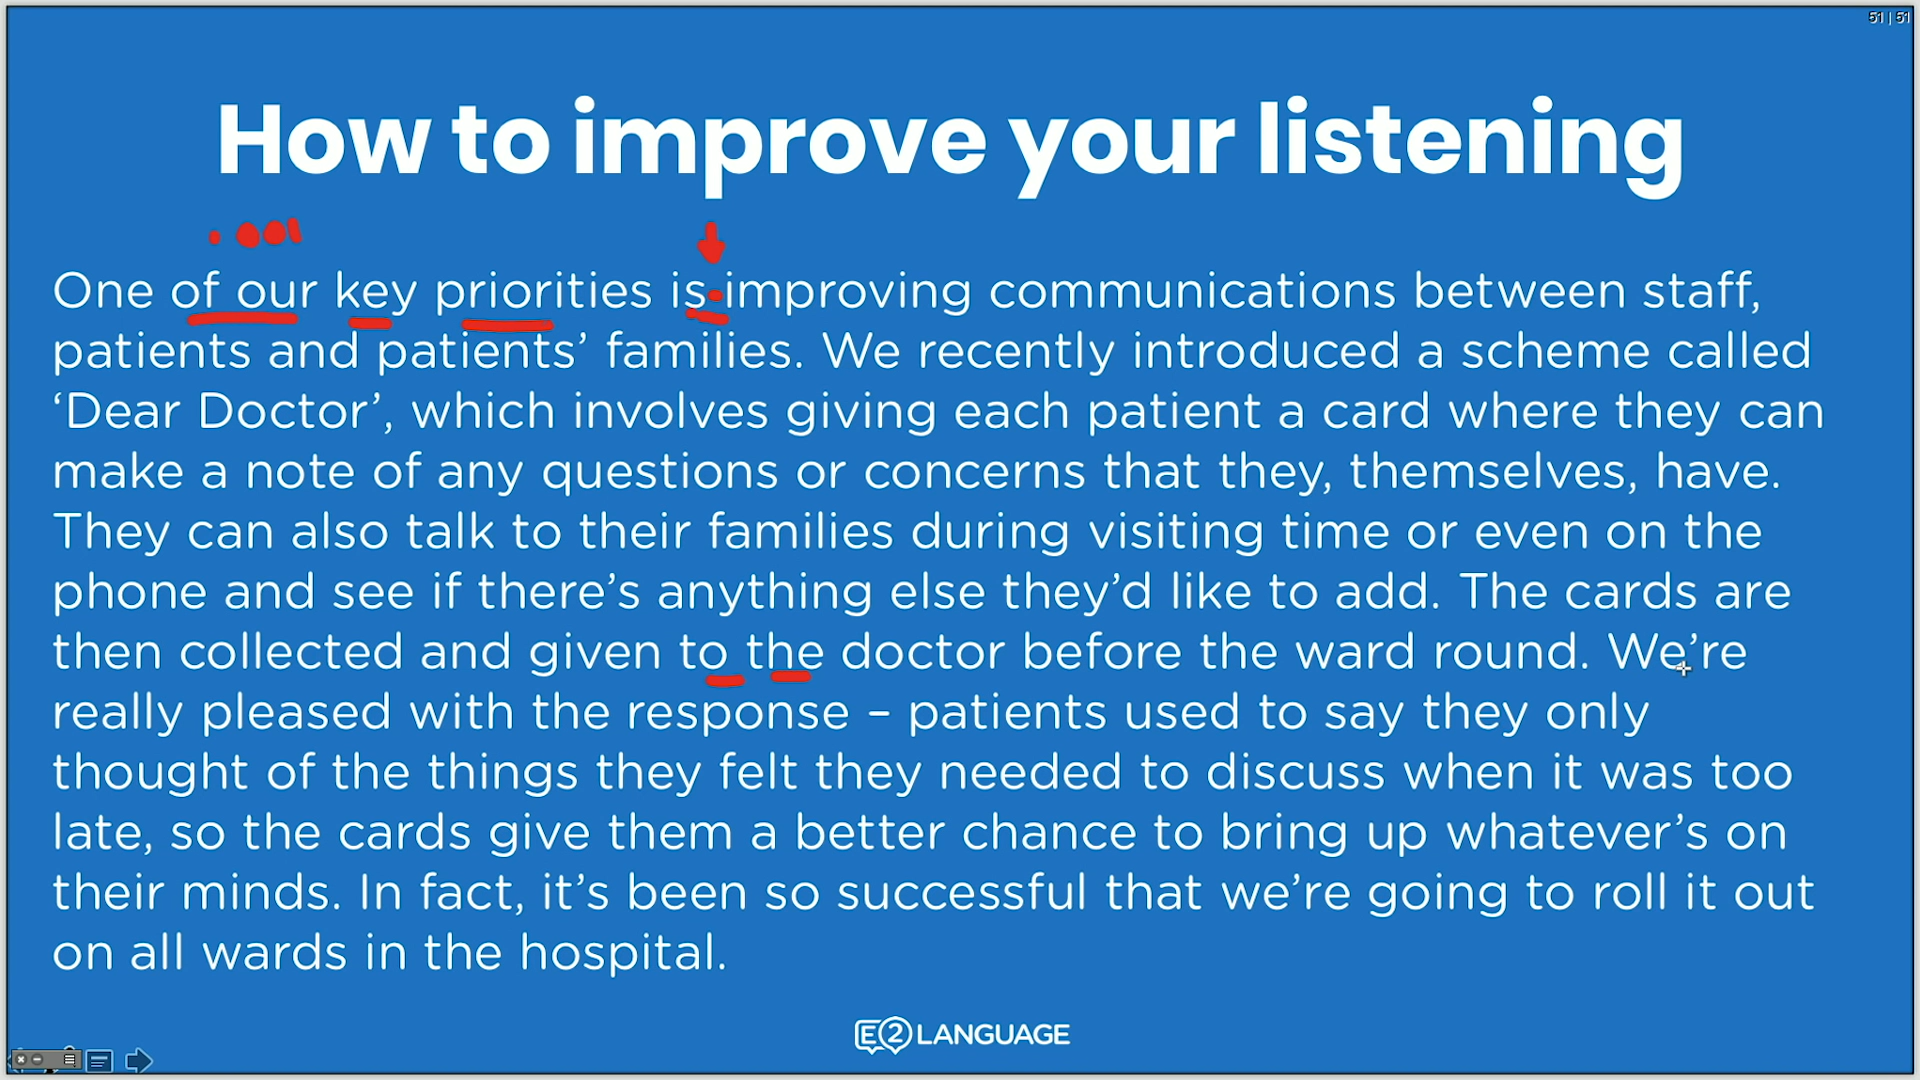 51 | 51
How to improve your listening
One of our key priorities is improving communications between staff,
patients and patients’ families. We recently introduced a scheme called
‘Dear Doctor’, which involves giving each patient a card where they can
make a note of any questions or concerns that they, themselves, have.
They can also talk to their families during visiting time or even on the
phone and see if there’s anything else they’d like to add. The cards are
then collected and given to the doctor before the ward round. We’re
really pleased with the response – patients used to say they only
thought of the things they felt they needed to discuss when it was too
late, so the cards give them a better chance to bring up whatever’s on
their minds. In fact, it’s been so successful that we’re going to roll it out
on all wards in the hospital.
E2 LANGUAGE